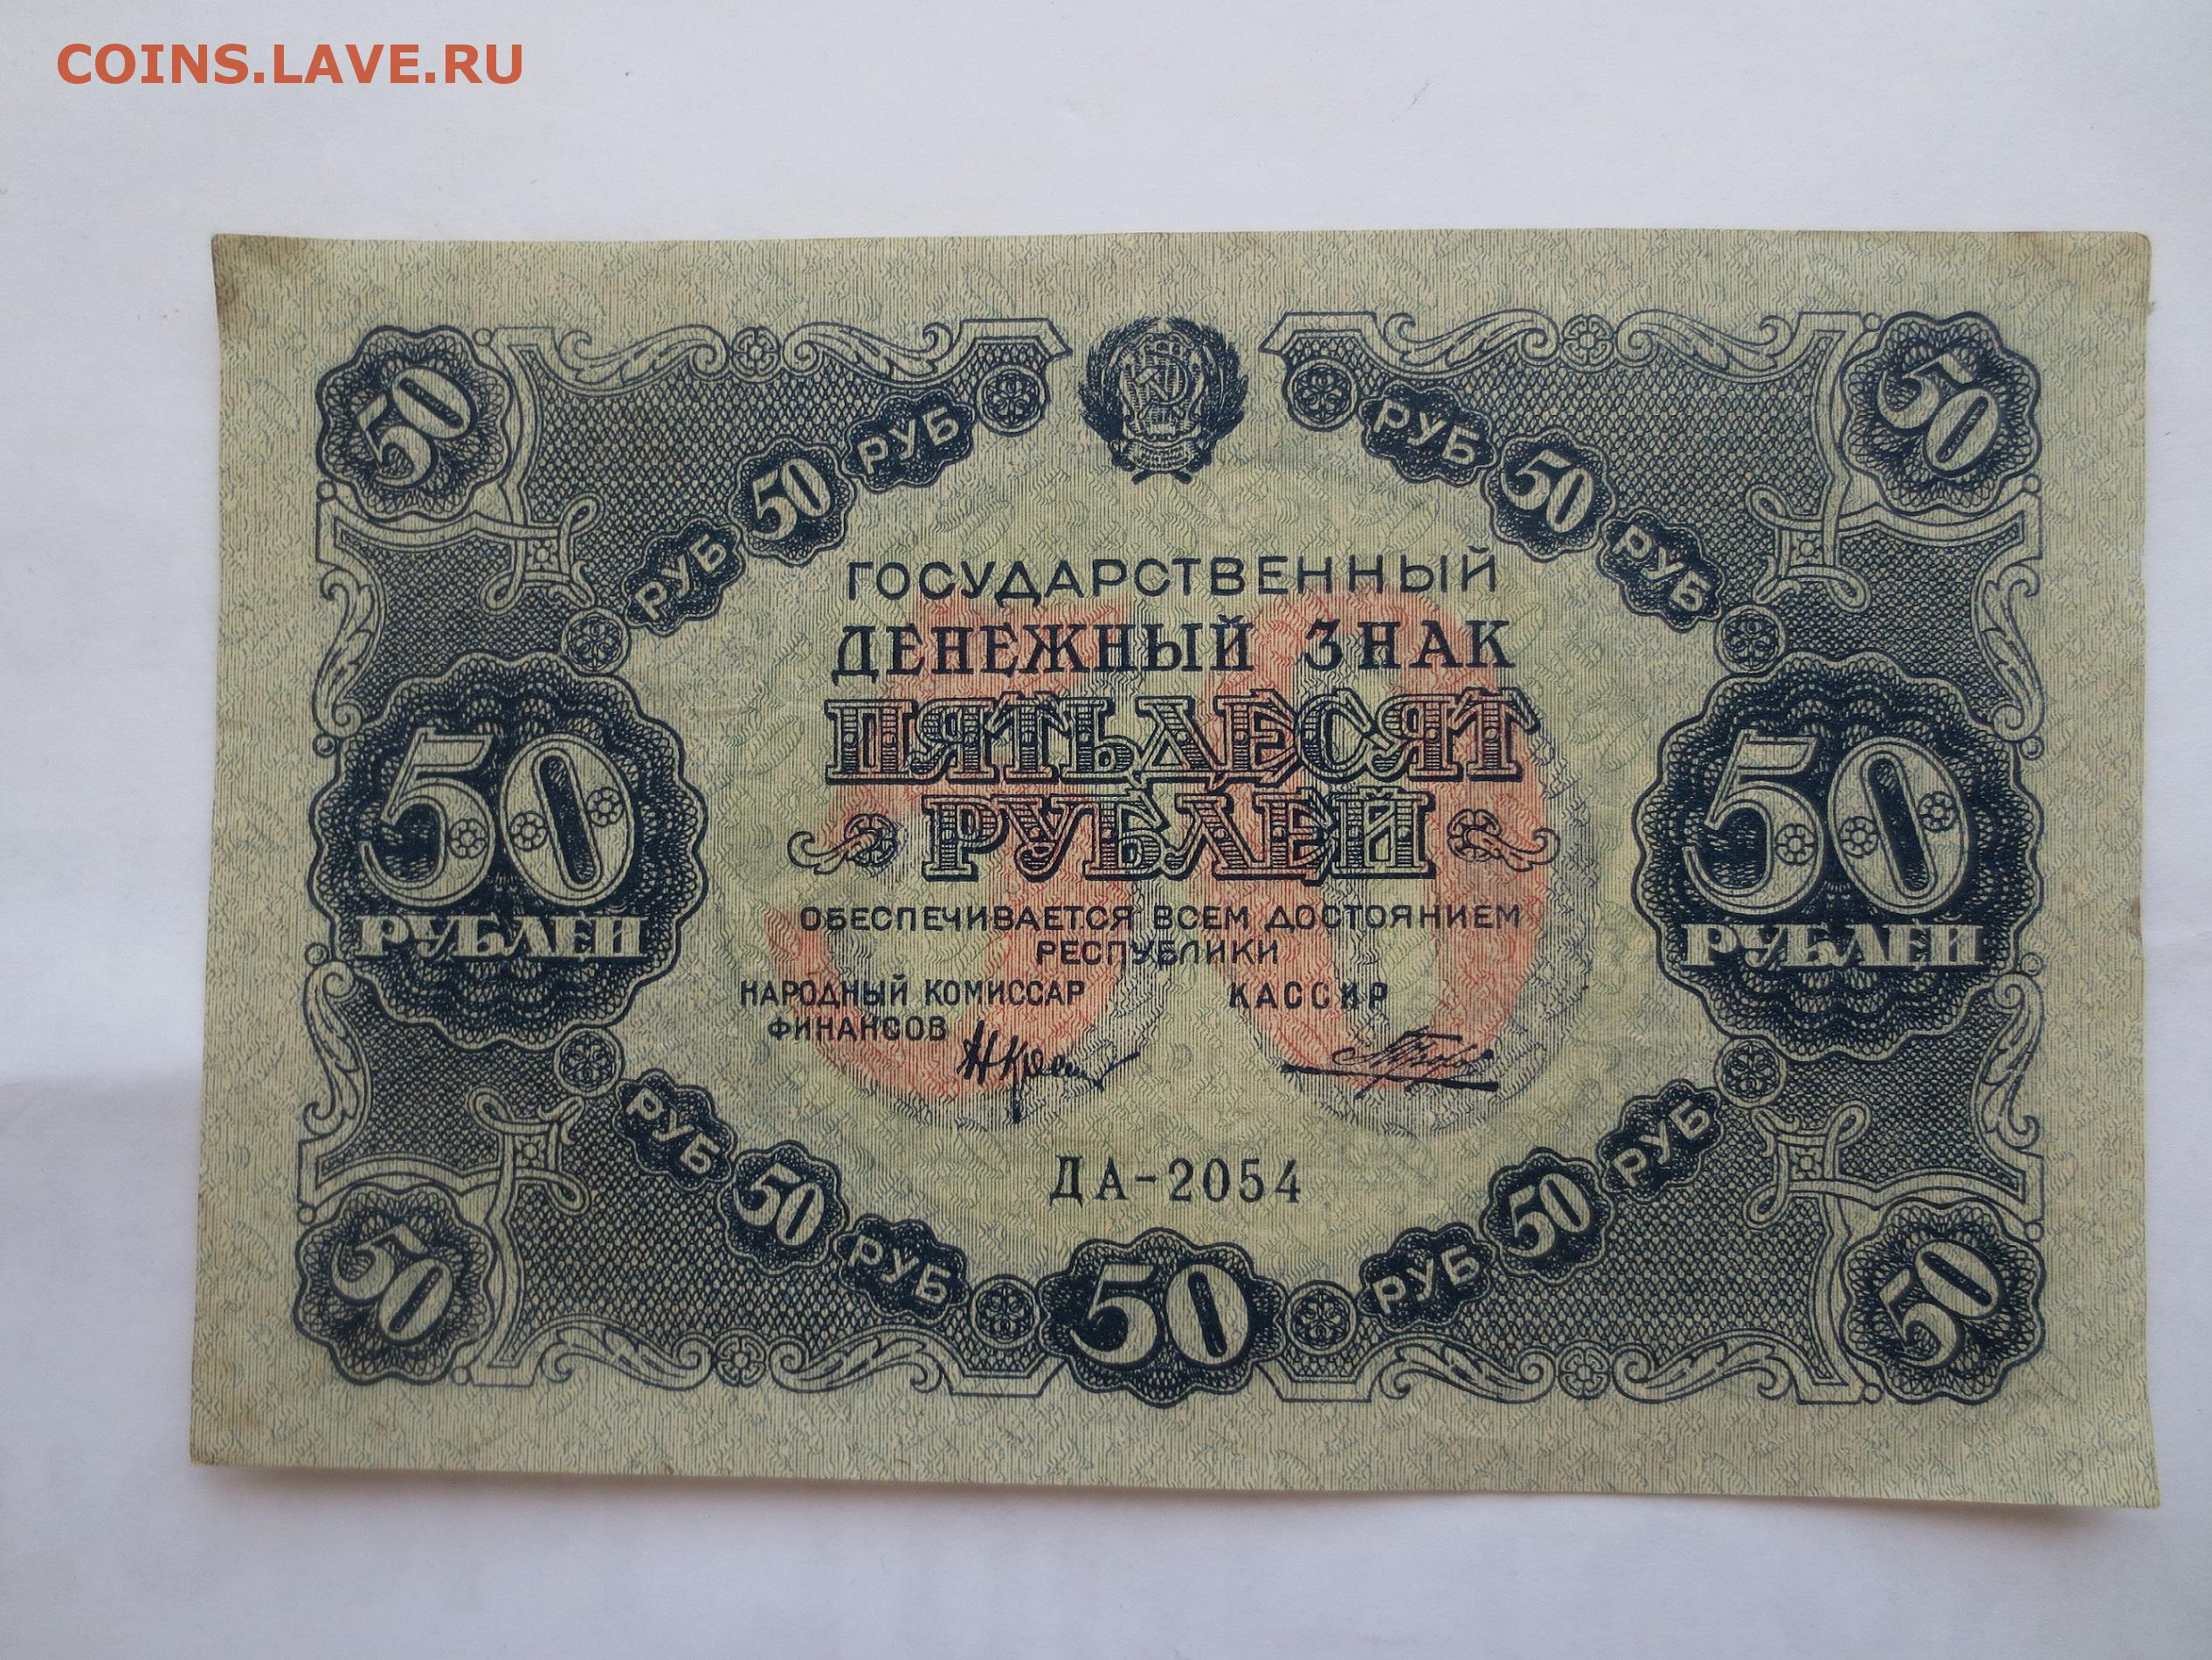 COINS.LAVE.RU
50
50
РУБ 50 РУБ
РУБ 50 РУБ
ГОСУДАРСТВЕННЫЙ
ДЕНЕЖНЫЙ ЗНАК
ПЯТЬДЕСЯТ
РУБЛЕЙ
50
РУБЛЕЙ
50
РУБЛЕЙ
ОБЕСПЕЧИВАЕТСЯ ВСЕМ ДОСТОЯНИЕМ
РЕСПУБЛИКИ
НАРОДНЫЙ КОМИССАР
ФИНАНСОВ
КАССИР
ДА-2054
РУБ 50 РУБ
РУБ 50 РУБ
50
50
50
50